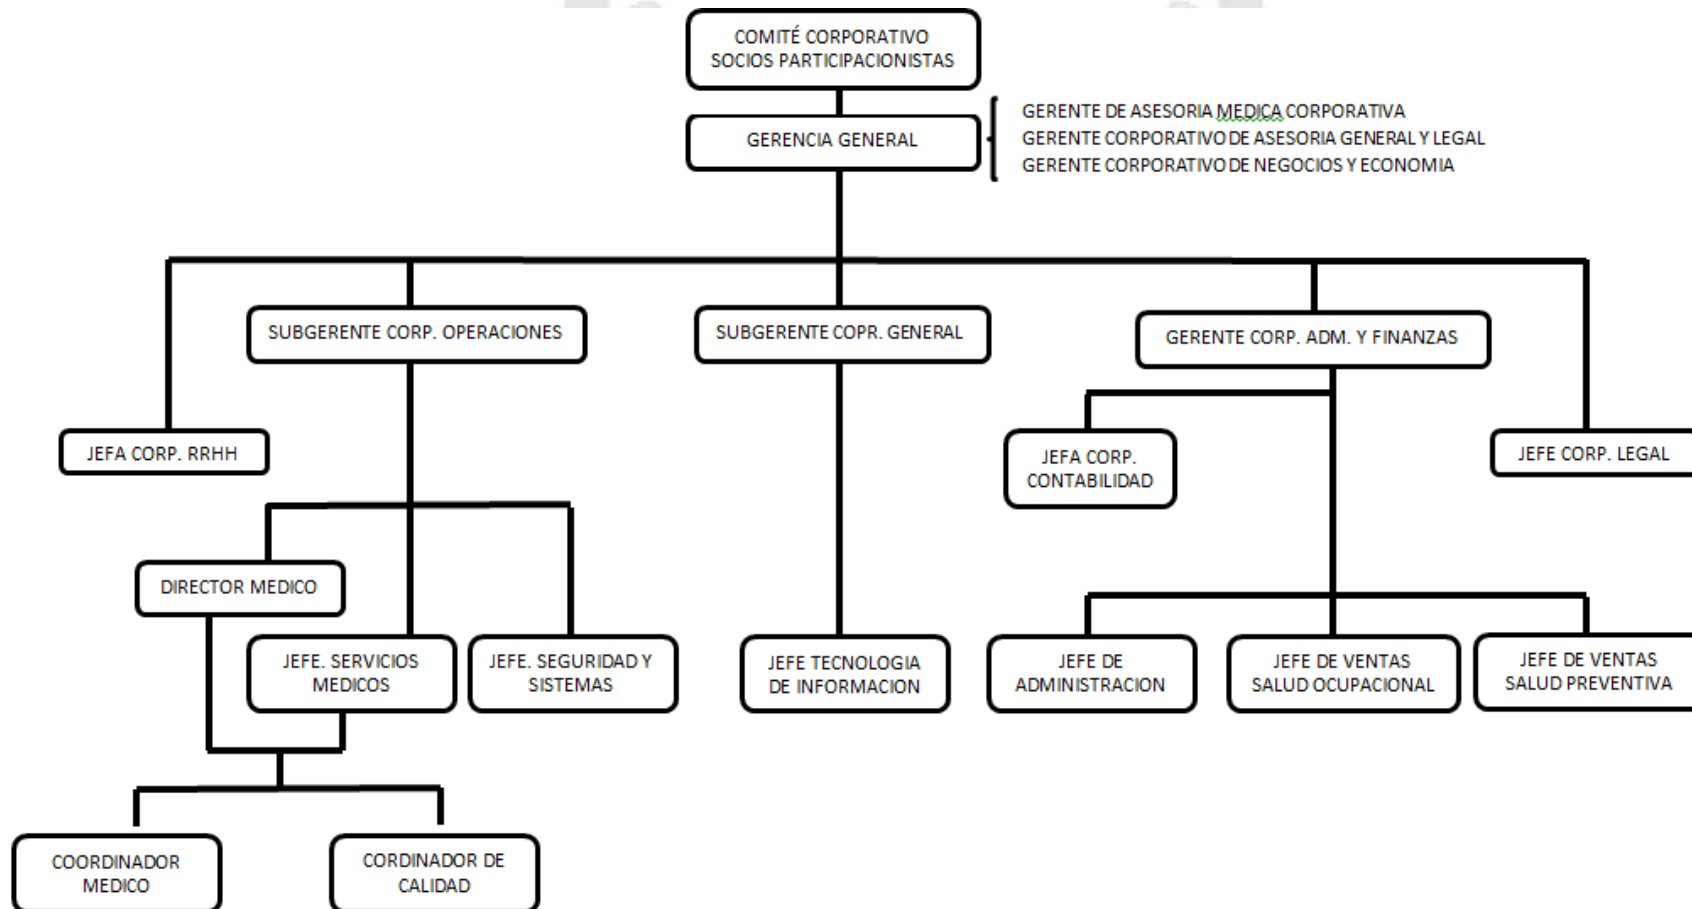 COMITÉ CORPORATIVO
SOCIOS PARTICIPACIONISTAS
GERENCIA GENERAL
GERENTE DE ASESORIA MEDICA CORPORATIVA
GERENTE CORPORATIVO DE ASESORIA GENERAL Y LEGAL
GERENTE CORPORATIVO DE NEGOCIOS Y ECONOMIA
SUBGERENTE CORP. OPERACIONES
SUBGERENTE COPR. GENERAL
GERENTE CORP. ADM. Y FINANZAS
JEFA CORP. RRHH
JEFA CORP.
CONTABILIDAD
JEFE CORP. LEGAL
DIRECTOR MEDICO
JEFE. SERVICIOS
MEDICOS
JEFE. SEGURIDAD Y
SISTEMAS
JEFE TECNOLOGIA
DE INFORMACION
JEFE DE
ADMINISTRACION
JEFE DE VENTAS
SALUD OCUPACIONAL
JEFE DE VENTAS
SALUD PREVENTIVA
COORDINADOR
MEDICO
CORDINADOR DE
CALIDAD